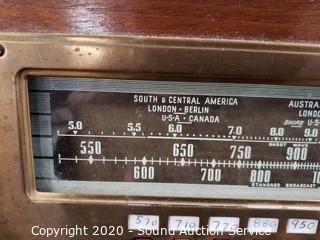 SOUTH & CENTRAL AMERICA
LONDON · BERLIN
U·S·A · CANADA
AUSTRA
LONDO
SHIPS U·S
5.0 5.5 6.0 7.0 8.0 9.0
SHORT WAVE
550 650 750 900
600 700 800 10
STANDARD BROADCAST
570 710 770 880 950
Copyright 2020 - Sound Auction Service